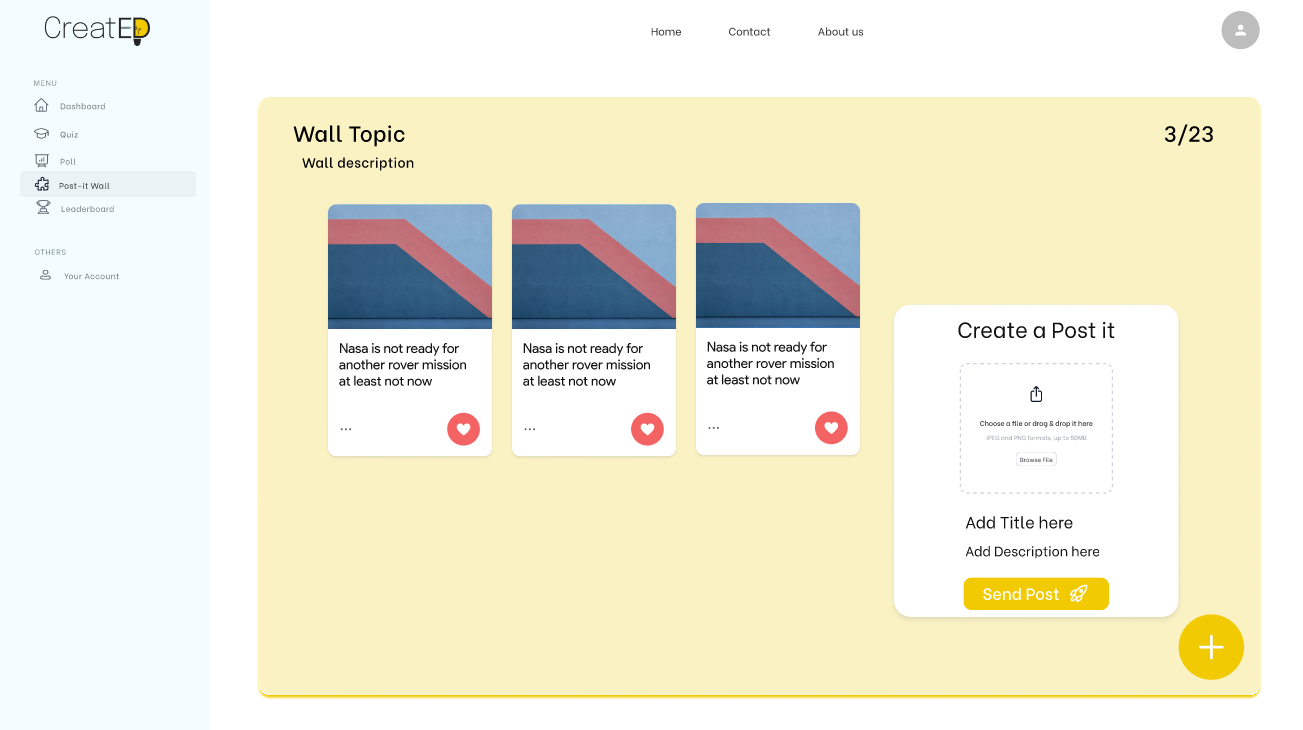 CreatED
Home
Contact
About us
MENU
Dashboard
Quiz
Poll
Post-it Wall
Leaderboard
OTHERS
Your Account
Wall Topic
3/23
Wall description
Nasa is not ready for
another rover mission
at least not now
...
Nasa is not ready for
another rover mission
at least not now
...
Nasa is not ready for
another rover mission
at least not now
...
Create a Post it
Choose a file or drag & drop it here
JPEG and PNG formats, up to 50MB
Browse File
Add Title here
Add Description here
Send Post